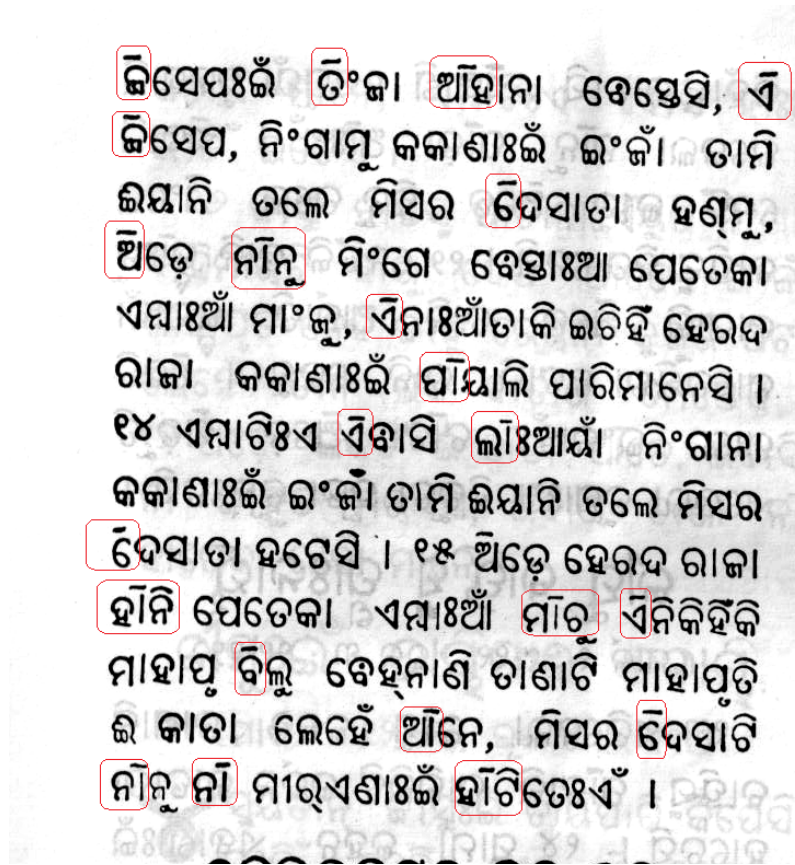 ଜ୕ସେପଃଇଁ ତ୕ଂଜା ଆ୕ହାନା ୱେସ୍ତେସି, ଏ୕
ଜ୕ସେପ, ନିଂଗାମୁ କକାଣାଃଇଁ ଇଂଜାଁ ତାମି
ଈୟାନି ତଲେ ମିସର ଦେ୕ସାତା ହଣ୍‌ମୁ,
ଅ୕ଡ଼େ ନା୕ନୁ ମିଂଗେ ୱେସ୍ତାଃଆ ପେତେକା
ଏମ୍ବାଃଆଁ ମାଂଜୁ, ଏ୕ନାଃଆଁତାକି ଇଚିହିଁ ହେରଦ
ରାଜା କକାଣାଃଇଁ ପା୕ୟାଲି ପାରିମାନେସି ।
୧୪ ଏମ୍ବାଟିଃଏ ଏ୕ୱାସି ଲା୕ଃଆୟାଁ ନିଂଗାନା
କକାଣାଃଇଁ ଇଂଜାଁ ତାମି ଈୟାନି ତଲେ ମିସର
ଦେ୕ସାତା ହଟେସି । ୧୫ ଅ୕ଡ଼େ ହେରଦ ରାଜା
ହା୕ନି ପେତେକା ଏମ୍ବାଃଆଁ ମା୕ଚୁ ଏ୕ନିକିହିଁକି
ମାହାପୃ ବ୕ଲୁ ୱେହ୍‌ନାଣି ତାଣାଟି ମାହାପୃତି
ଈ କାତା ଲେହେଁ ଆ୕ନେ, ମିସର ଦେ୕ସାଟି
ନା୕ନୁ ନା୕ ମୀର୍‌ଏଣାଃଇଁ ହା୕ଟିତେଃଏଁ ।